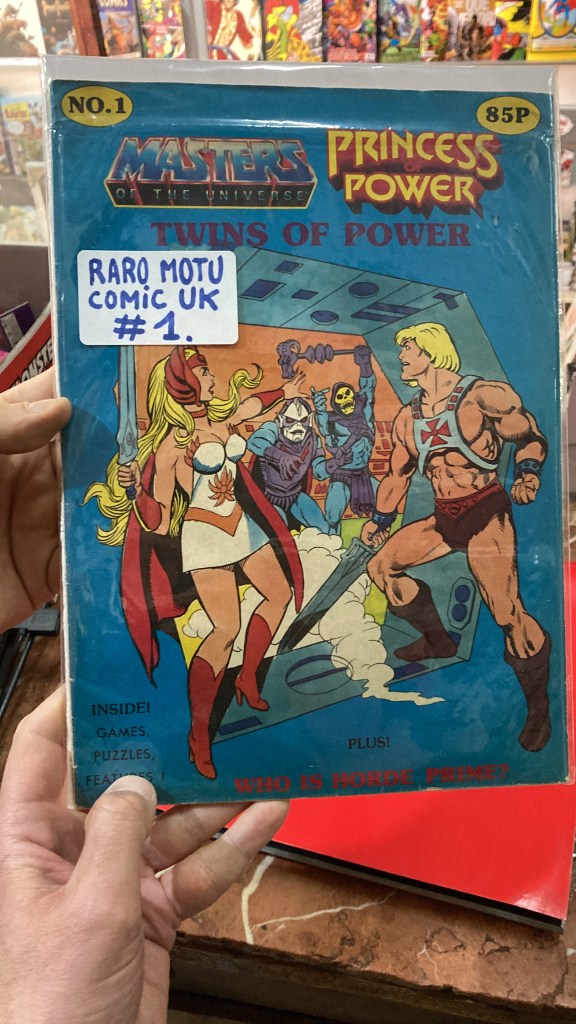 NO.1
85P
MASTERS
OF THE UNIVERSE
PRINCESS
OF
POWER
TWINS OF POWER
RARO MOTU
COMIC UK
#1.
INSIDE!
GAMES,
PUZZLES,
FEATURES!
PLUS!
WHO IS HORDE PRIME?